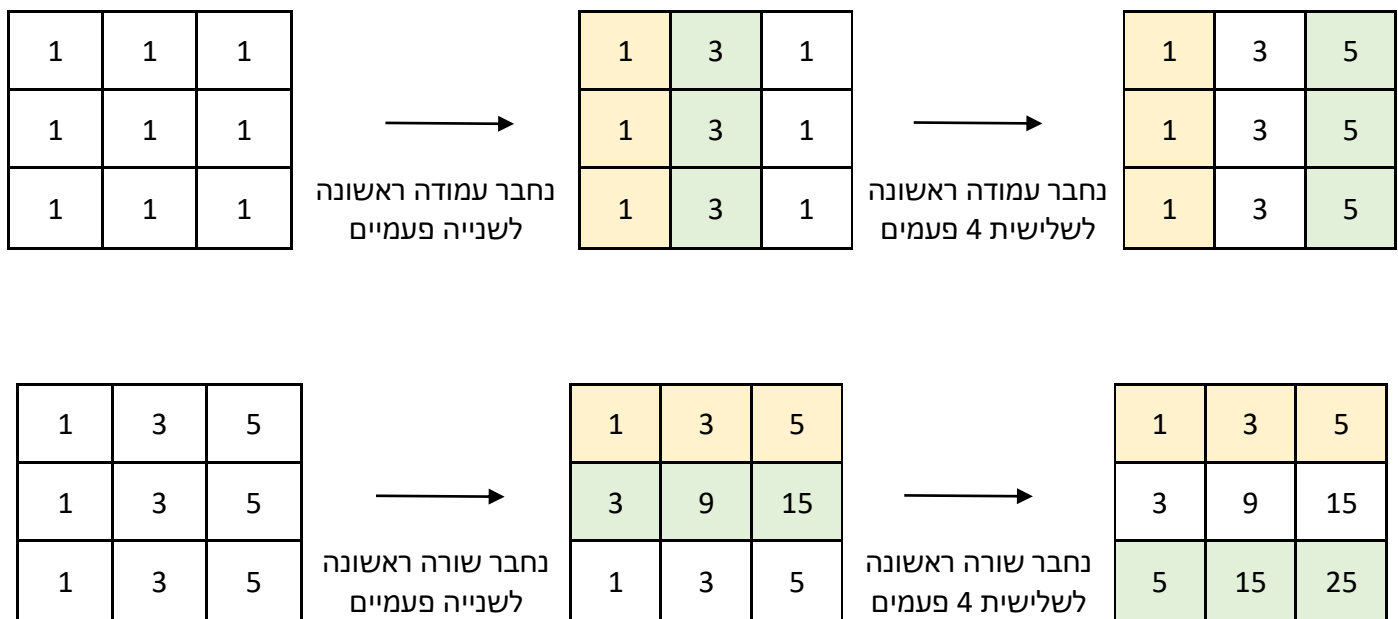 1 1 1 1 3 1 1 3 5
1 1 1 1 3 1 1 3 5
1 1 1 1 3 1 1 3 5
נחבר עמודה ראשונה
לשנייה פעמיים
נחבר עמודה ראשונה
לשלישית 4 פעמים
1 3 5 1 3 5 1 3 5
1 3 5 3 9 15 3 9 15
1 3 5 1 3 5 5 15 25
נחבר שורה ראשונה
לשנייה פעמיים
נחבר שורה ראשונה
לשלישית 4 פעמים